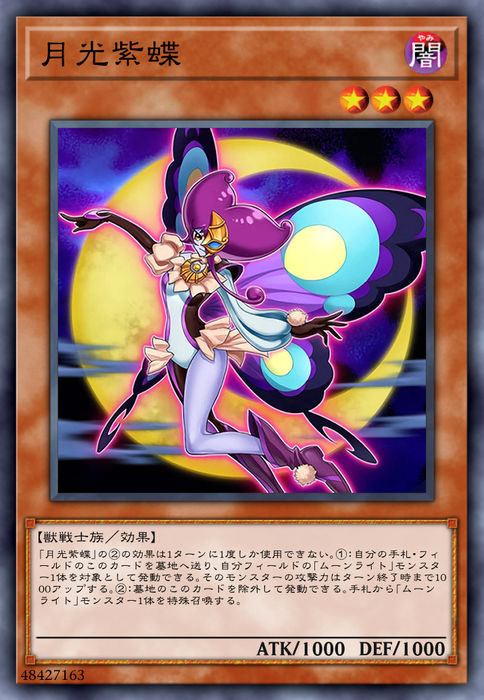 月光紫蝶
やみ
闇
【獣戦士族／効果】
「月光紫蝶」の②の効果は1ターンに1度しか使用できない。①：自分の手札・フィ
ールドのこのカードを墓地へ送り、自分フィールドの「ムーンライト」モンスタ
ー1体を対象として発動できる。そのモンスターの攻撃力はターン終了時まで10
00アップする。②：墓地のこのカードを除外して発動できる。手札から「ムーン
ライト」モンスター1体を特殊召喚する。
ATK/1000 DEF/1000
48427163